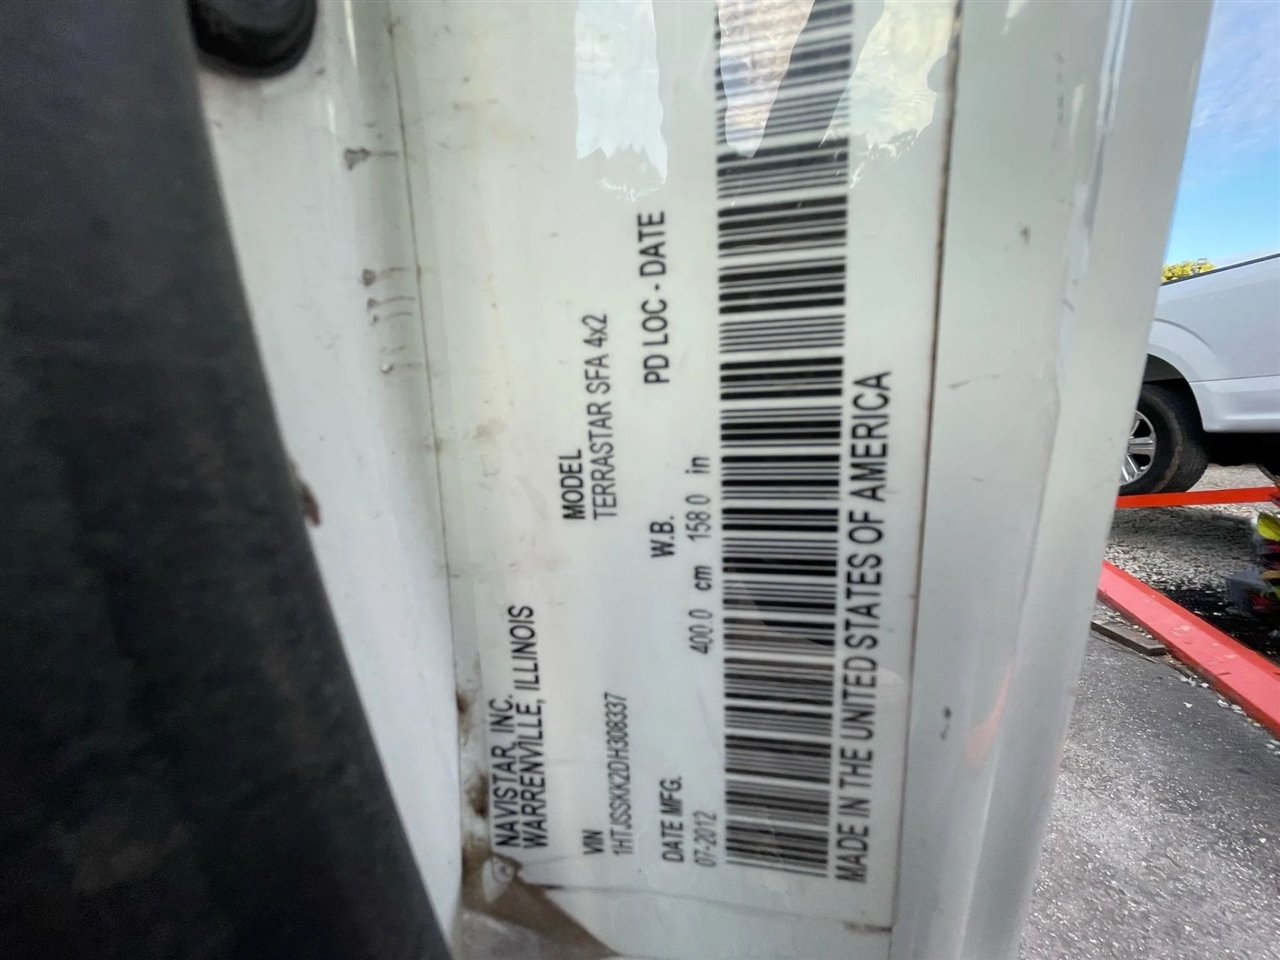 NAVISTAR, INC.
WARRENVILLE, ILLINOIS
VIN
1HTJSSKK2DH308337
MODEL
TERRASTAR SFA 4x2
DATE MFG.
07-2012
W.B.
400.0 cm 158.0 in
PD LOC - DATE
MADE IN THE UNITED STATES OF AMERICA